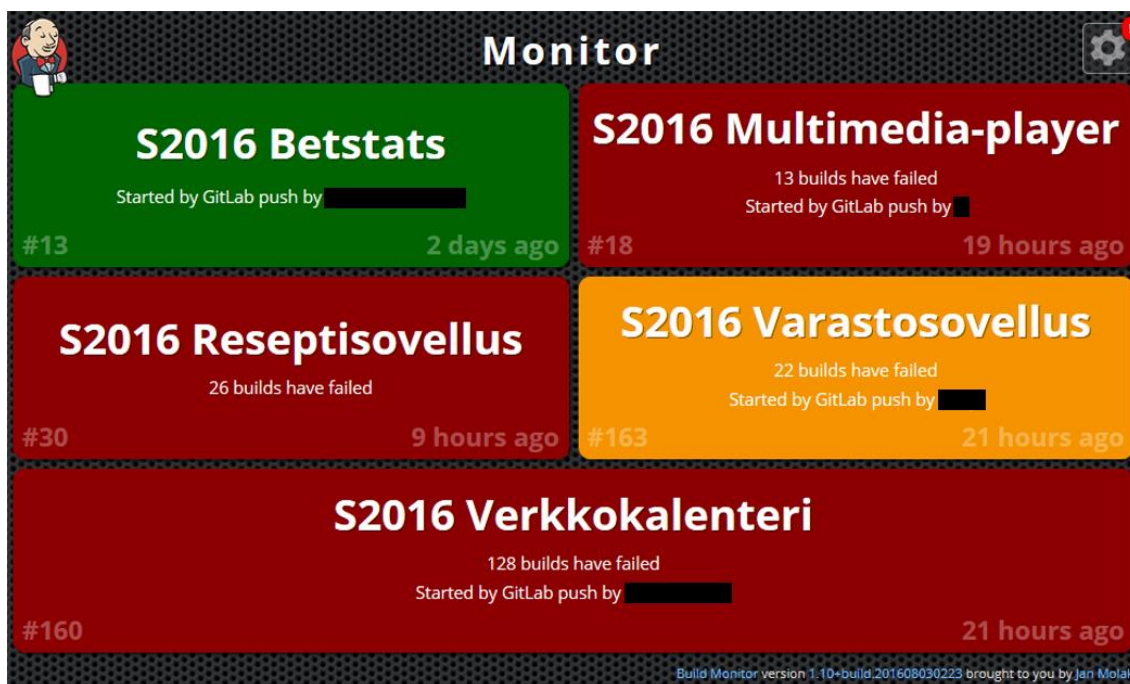 Monitor
S2016 Betstats
Started by GitLab push by
#13
2 days ago
S2016 Multimedia-player
13 builds have failed
Started by GitLab push by
#18
19 hours ago
S2016 Reseptisovellus
26 builds have failed
#30
9 hours ago
S2016 Varastosovellus
22 builds have failed
Started by GitLab push by
#163
21 hours ago
S2016 Verkkokalenteri
128 builds have failed
Started by GitLab push by
#160
21 hours ago
Build Monitor version 1.10+build.201608030223 brought to you by Jan Molak